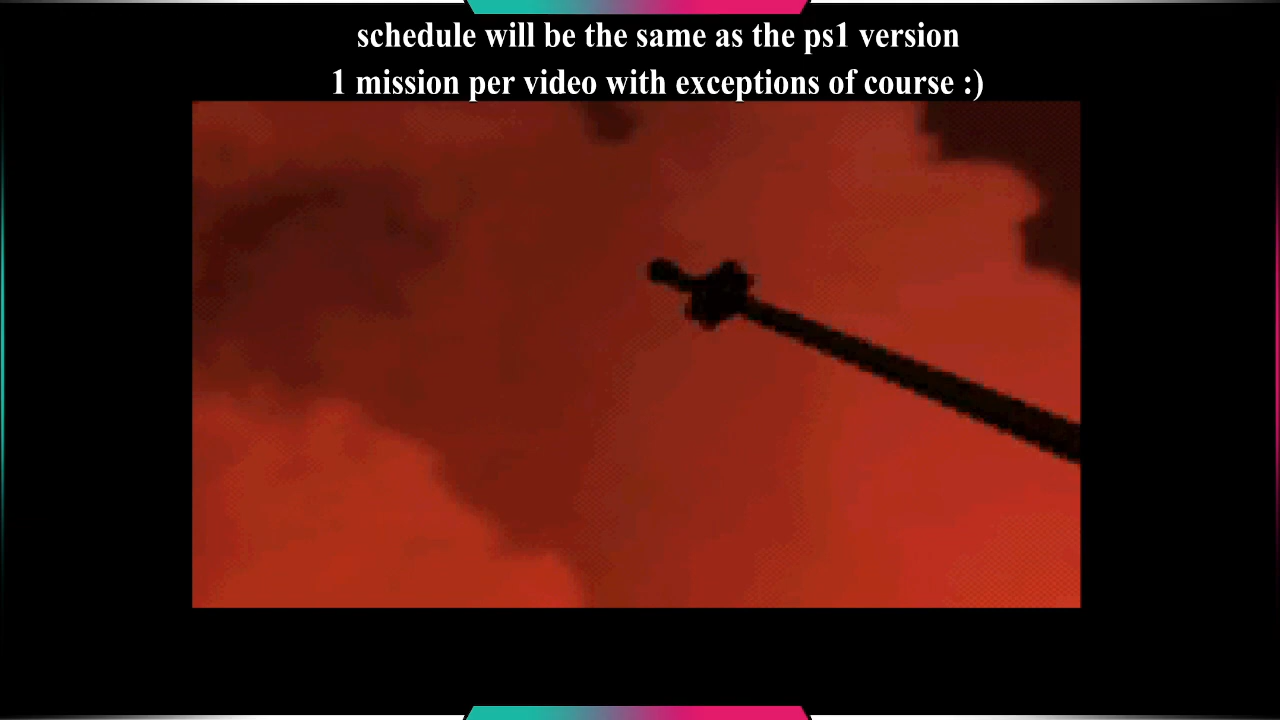 schedule will be the same as the ps1 version
1 mission per video with exceptions of course :)